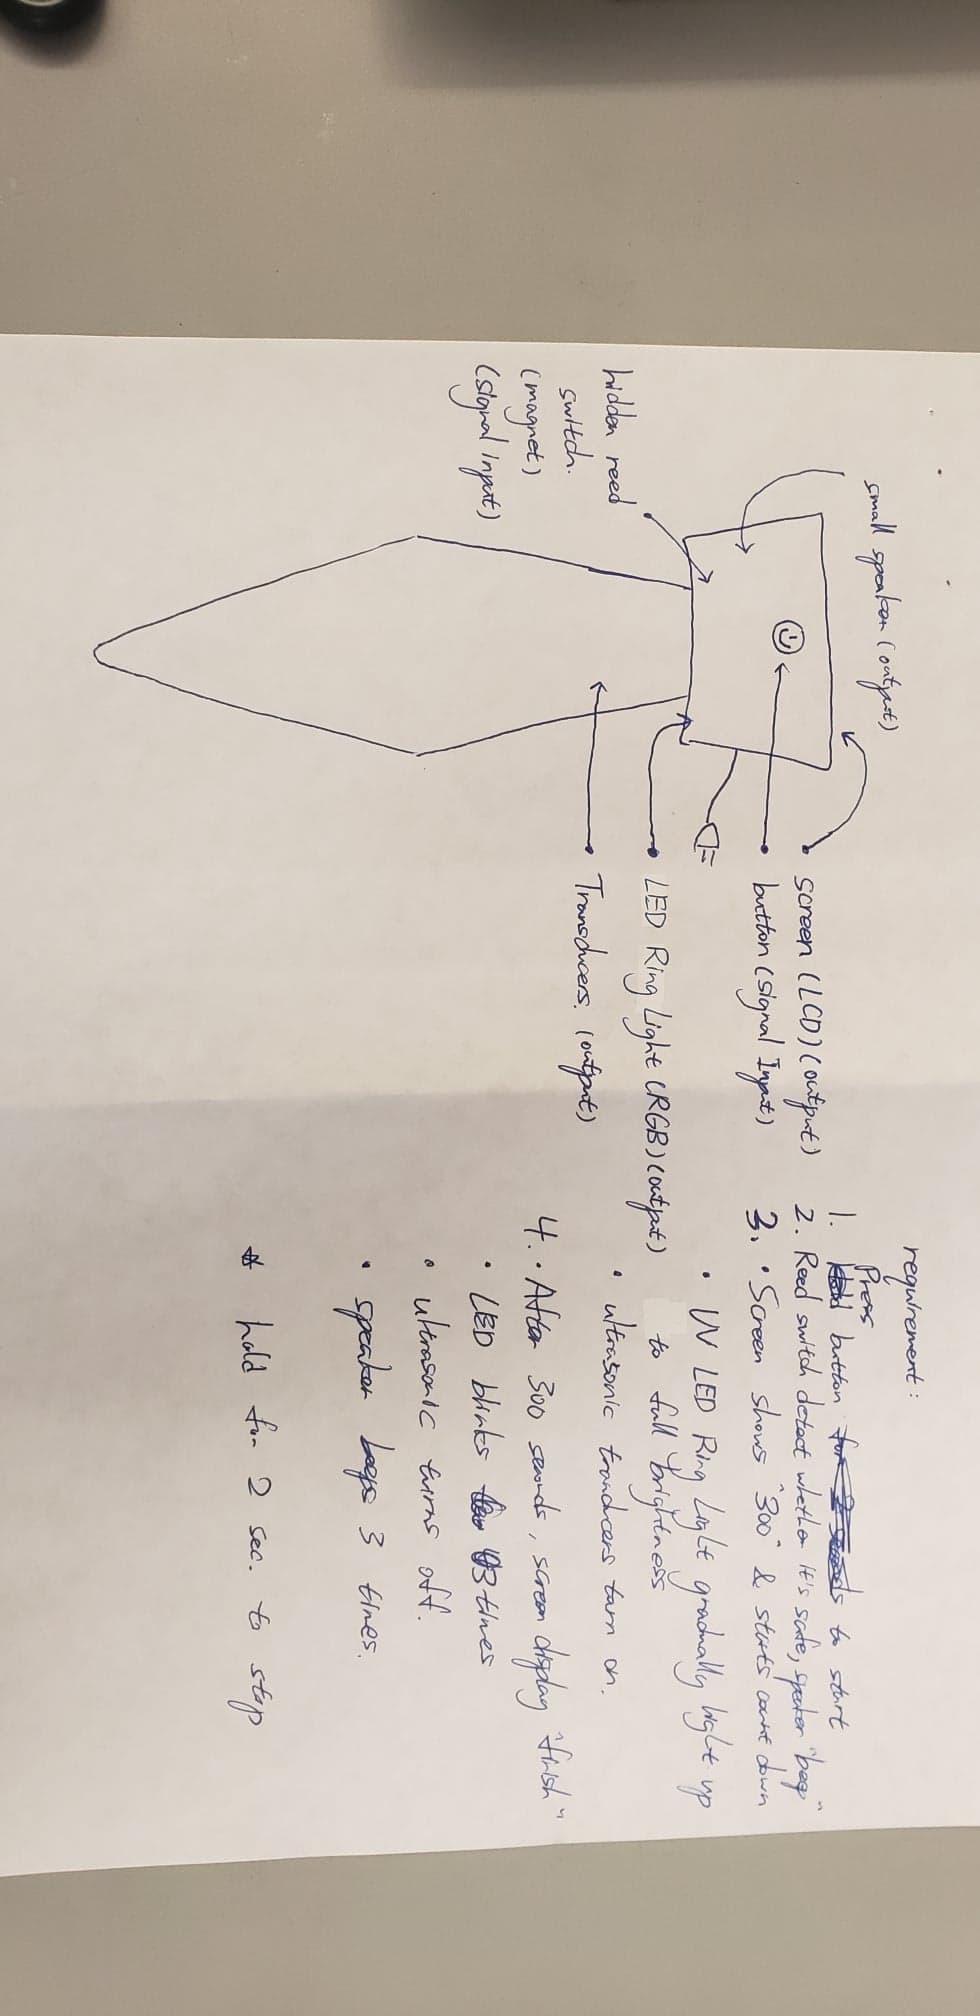 small speaker (output)
screen (LCD) (output)
button (signal Input)
LED Ring Light (RGB) (output)
Transducers. (output)
hidden reed
switch.
(magnet)
(signal input)
requirement:
Press
1. button to start
2. Reed switch detect whether it's safe, speaker "beep"
3. • Screen shows "300" & starts count down
• UV LED Ring Light gradually light up
to full brightness
• ultrasonic tranducers turn on.
4. • After 300 seconds, screen display "finish"
• LED blinks 3 times
• ultrasonic turns off.
• speaker beeps 3 times.
* hold for 2 sec. to stop